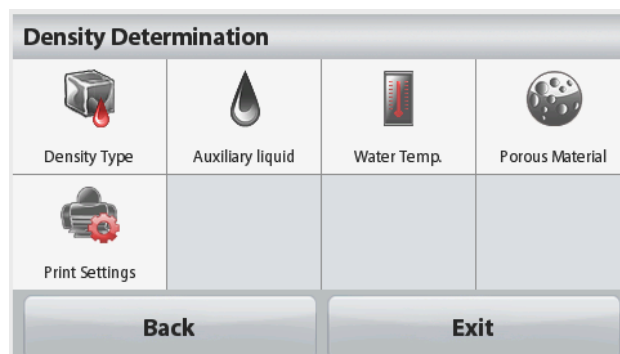 Density Determination
Density Type
Auxiliary liquid
Water Temp.
Porous Material
Print Settings
Back
Exit